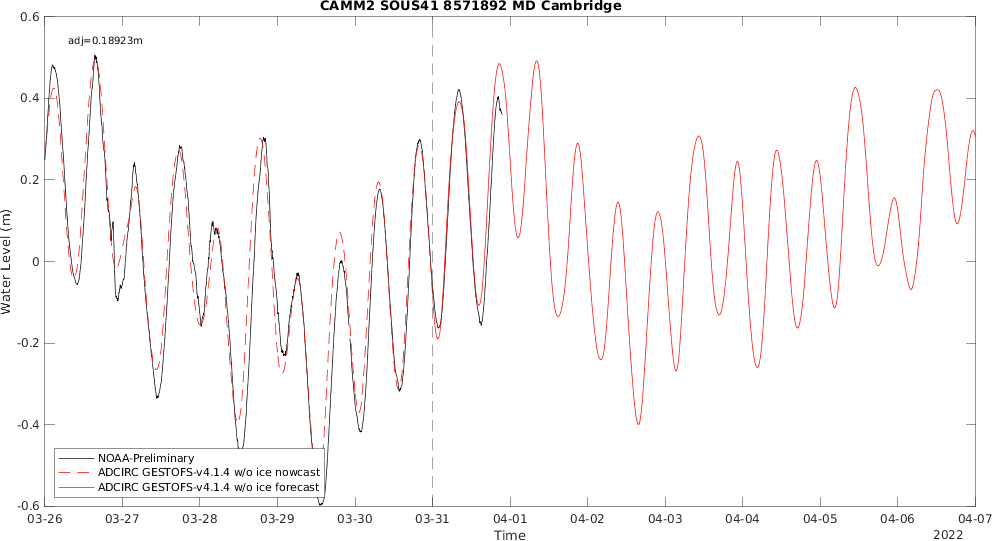 CAMM2 SOUS41 8571892 MD Cambridge
adj=0.18923m
0.6
0.4
0.2
0
-0.2
-0.4
-0.6
Water Level (m)
NOAA-Preliminary
ADCIRC GESTOFS-v4.1.4 w/o ice nowcast
ADCIRC GESTOFS-v4.1.4 w/o ice forecast
03-26 03-27 03-28 03-29 03-30 03-31 04-01 04-02 04-03 04-04 04-05 04-06 04-07
Time
2022